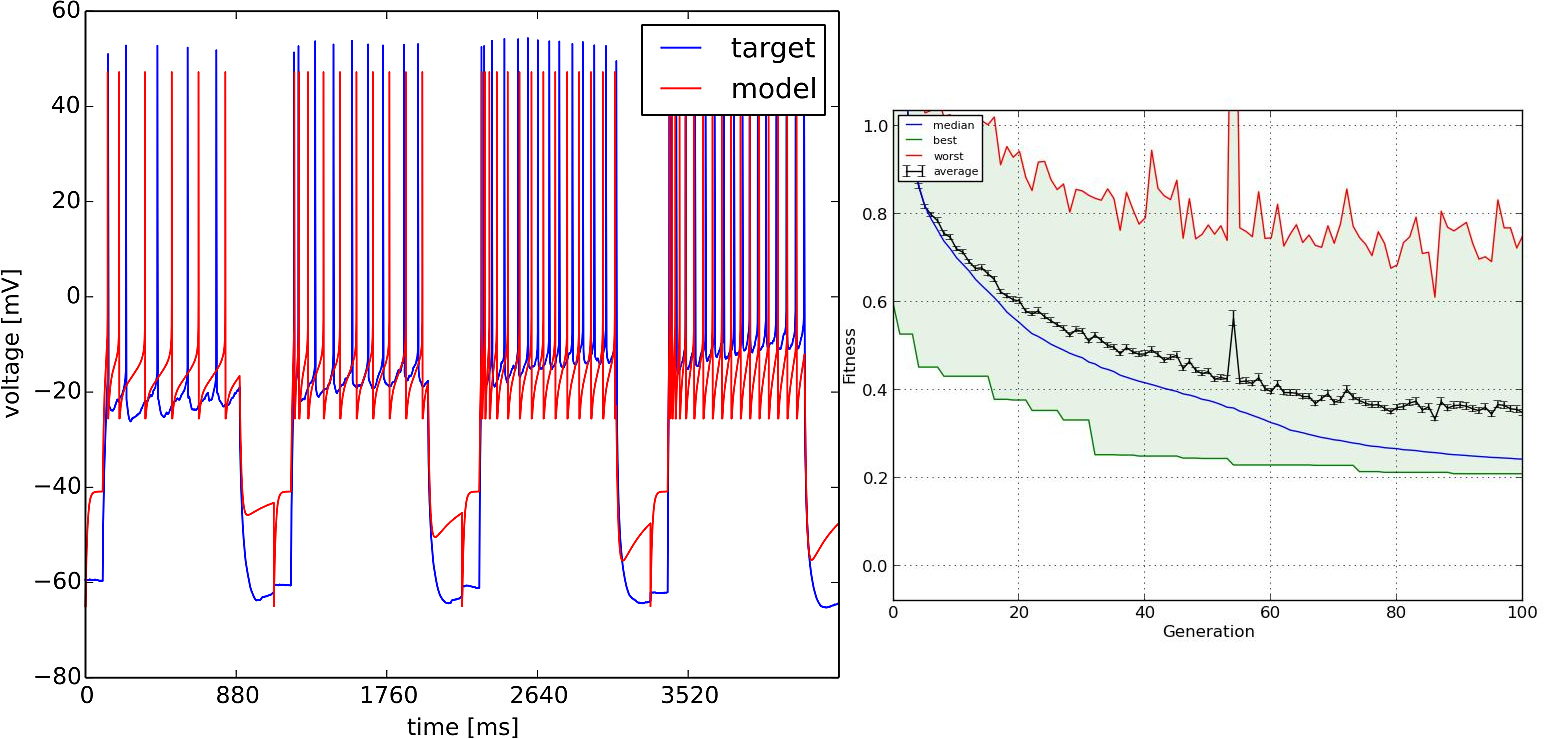 60
40
20
0
−20
−40
−60
−80
voltage [mV]
0 880 1760 2640 3520
time [ms]
target
model
1.0
0.8
0.6
0.4
0.2
0.0
Fitness
median
best
worst
average
0 20 40 60 80 100
Generation